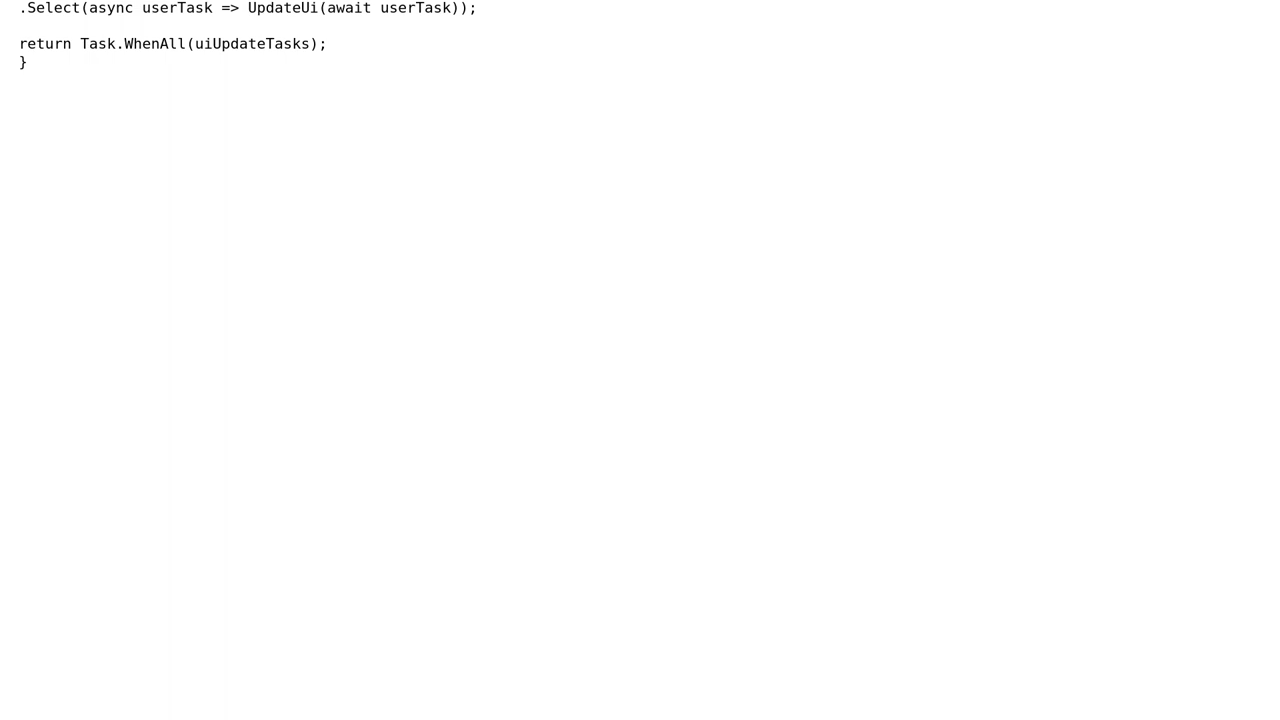 .Select(async userTask => UpdateUi(await userTask));
return Task.WhenAll(uiUpdateTasks);
}